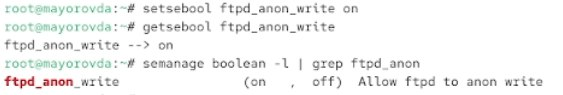 root@mayorovda:~# setsebool ftpd_anon_write on
root@mayorovda:~# getsebool ftpd_anon_write
ftpd_anon_write --> on
root@mayorovda:~# semanage boolean -l | grep ftpd_anon
ftpd_anon_write                (on   ,  off)  Allow ftpd to anon write